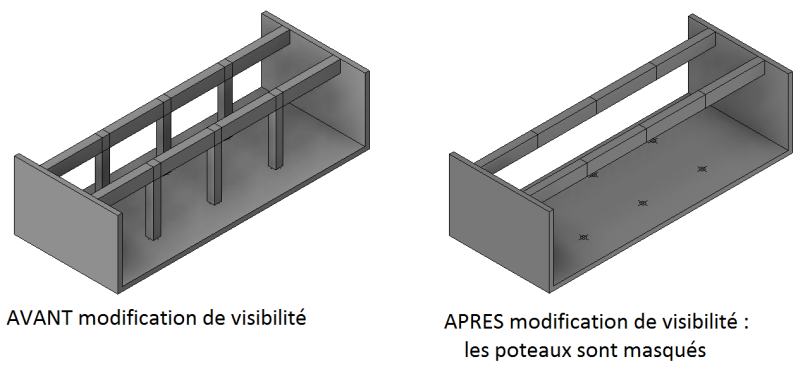 AVANT modification de visibilité
APRES modification de visibilité :
les poteaux sont masqués